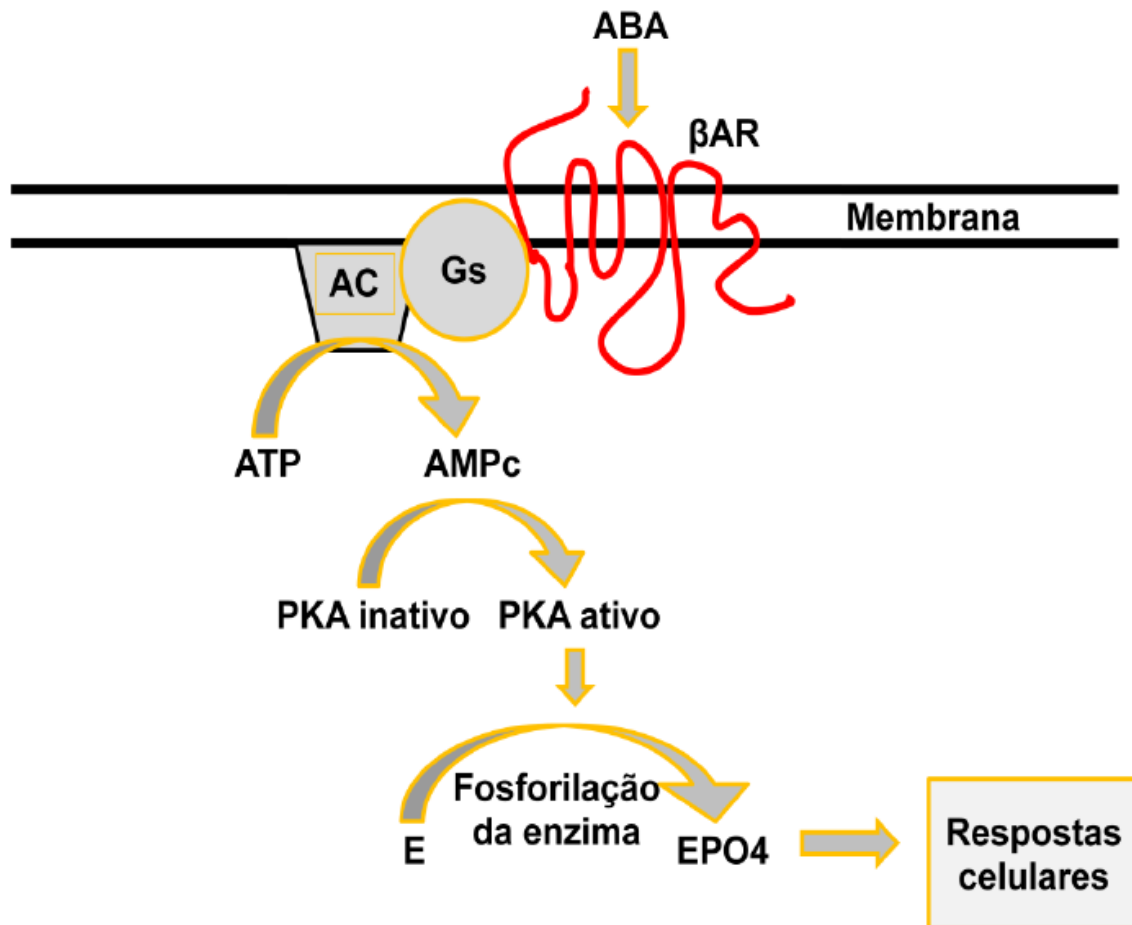 ABA
βAR
Membrana
AC
Gs
ATP
AMPc
PKA inativo
PKA ativo
Fosforilação
da enzima
E
EPO4
Respostas
celulares